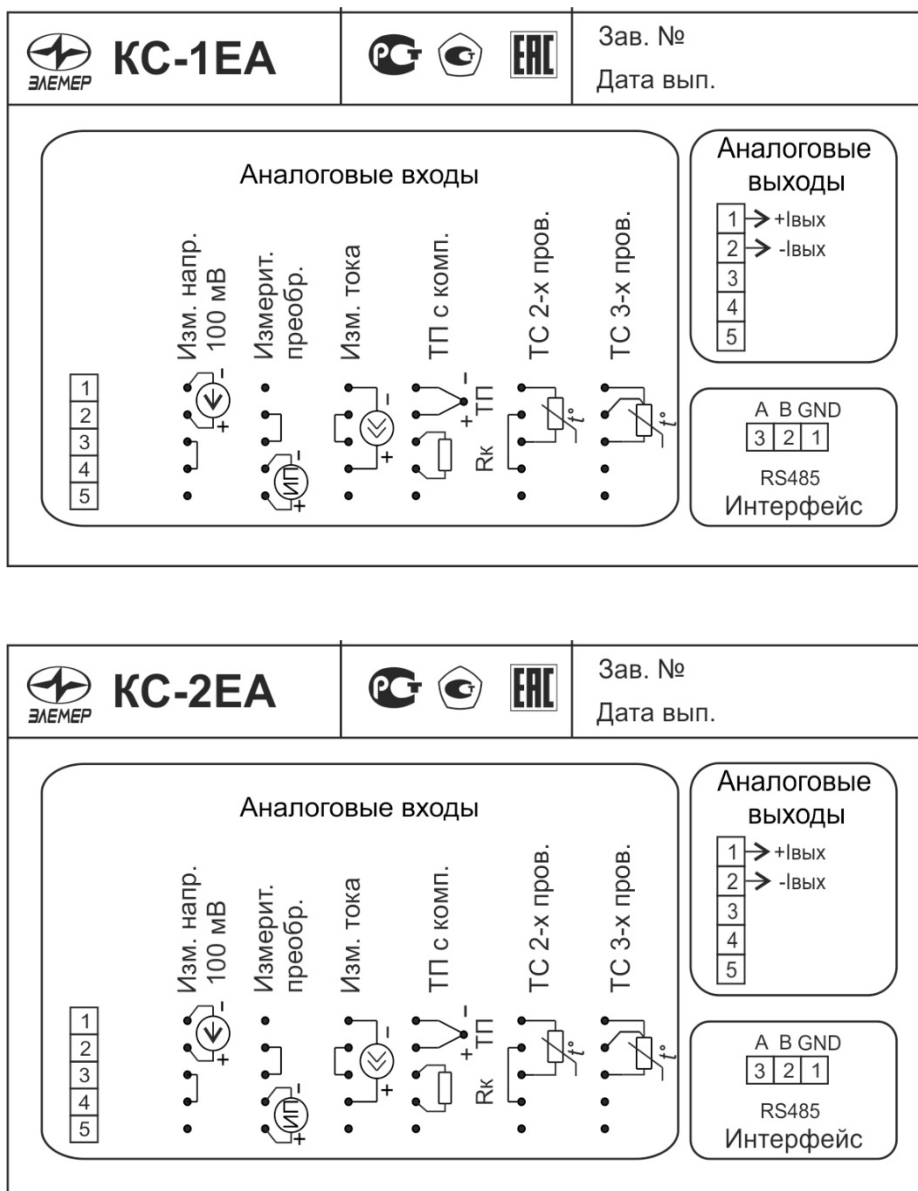 ЭЛЕМЕР
КС-1ЕА
РСТ
С
ЕАС
Зав. №
Дата вып.
Аналоговые входы
Изм. напр.
100 мВ
Измерит.
преобр.
Изм. тока
ТП с комп.
ТС 2-х пров.
ТС 3-х пров.
1
2
3
4
5
−
+
ИП
−
+
−
+
−
+
ТП
Rк
t°
t°
Аналоговые
выходы
1 +Iвых
2 -Iвых
3
4
5
A B GND
3 2 1
RS485
Интерфейс
ЭЛЕМЕР
КС-2ЕА
РСТ
С
ЕАС
Зав. №
Дата вып.
Аналоговые входы
Изм. напр.
100 мВ
Измерит.
преобр.
Изм. тока
ТП с комп.
ТС 2-х пров.
ТС 3-х пров.
1
2
3
4
5
−
+
ИП
−
+
−
+
−
+
ТП
Rк
t°
t°
Аналоговые
выходы
1 +Iвых
2 -Iвых
3
4
5
A B GND
3 2 1
RS485
Интерфейс